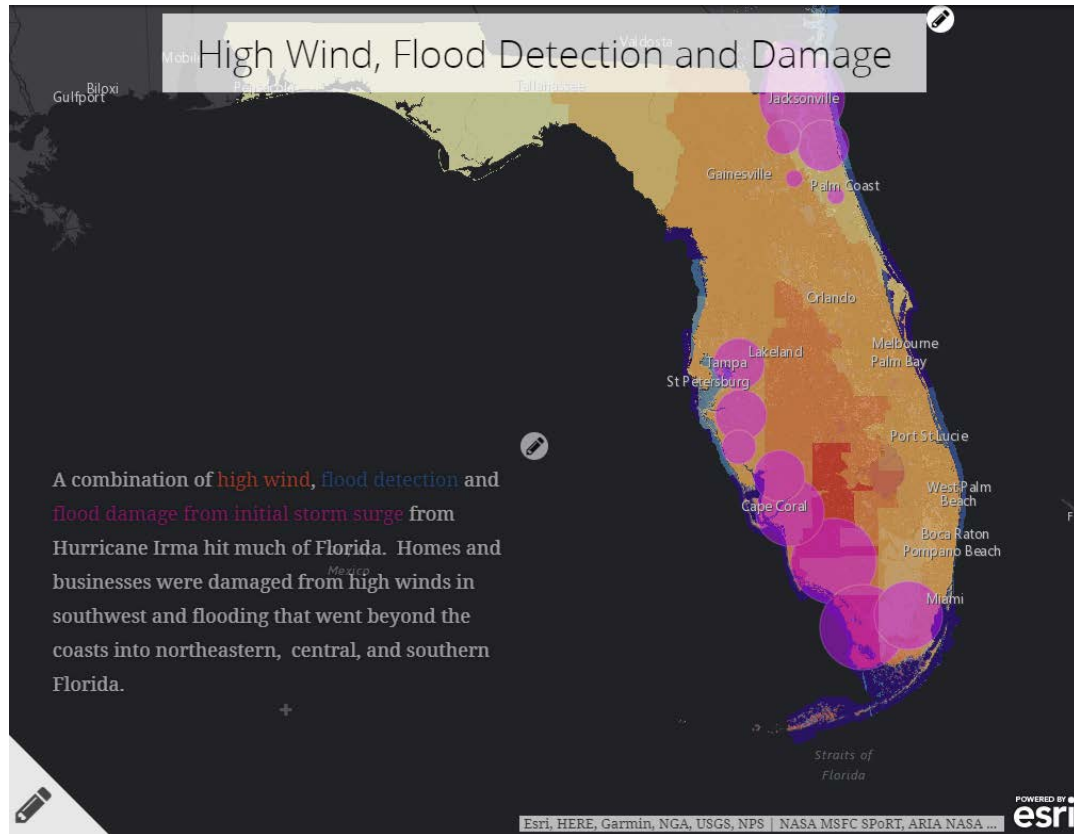 High Wind, Flood Detection and Damage
Valdosta
Mobile
Biloxi
Gulfport
Pensacola
Tallahassee
Jacksonville
Gainesville
Palm Coast
Orlando
Melbourne
Palm Bay
Lakeland
Tampa
St Petersburg
Port St Lucie
West Palm
Beach
Cape Coral
Boca Raton
Pompano Beach
Miami
A combination of high wind, flood detection and
flood damage from initial storm surge from
Hurricane Irma hit much of Florida. Homes and
Mexico
businesses were damaged from high winds in
southwest and flooding that went beyond the
coasts into northeastern, central, and southern
Florida.
Straits of
Florida
Esri, HERE, Garmin, NGA, USGS, NPS | NASA MSFC SPoRT, ARIA NASA ...
POWERED BY
esri